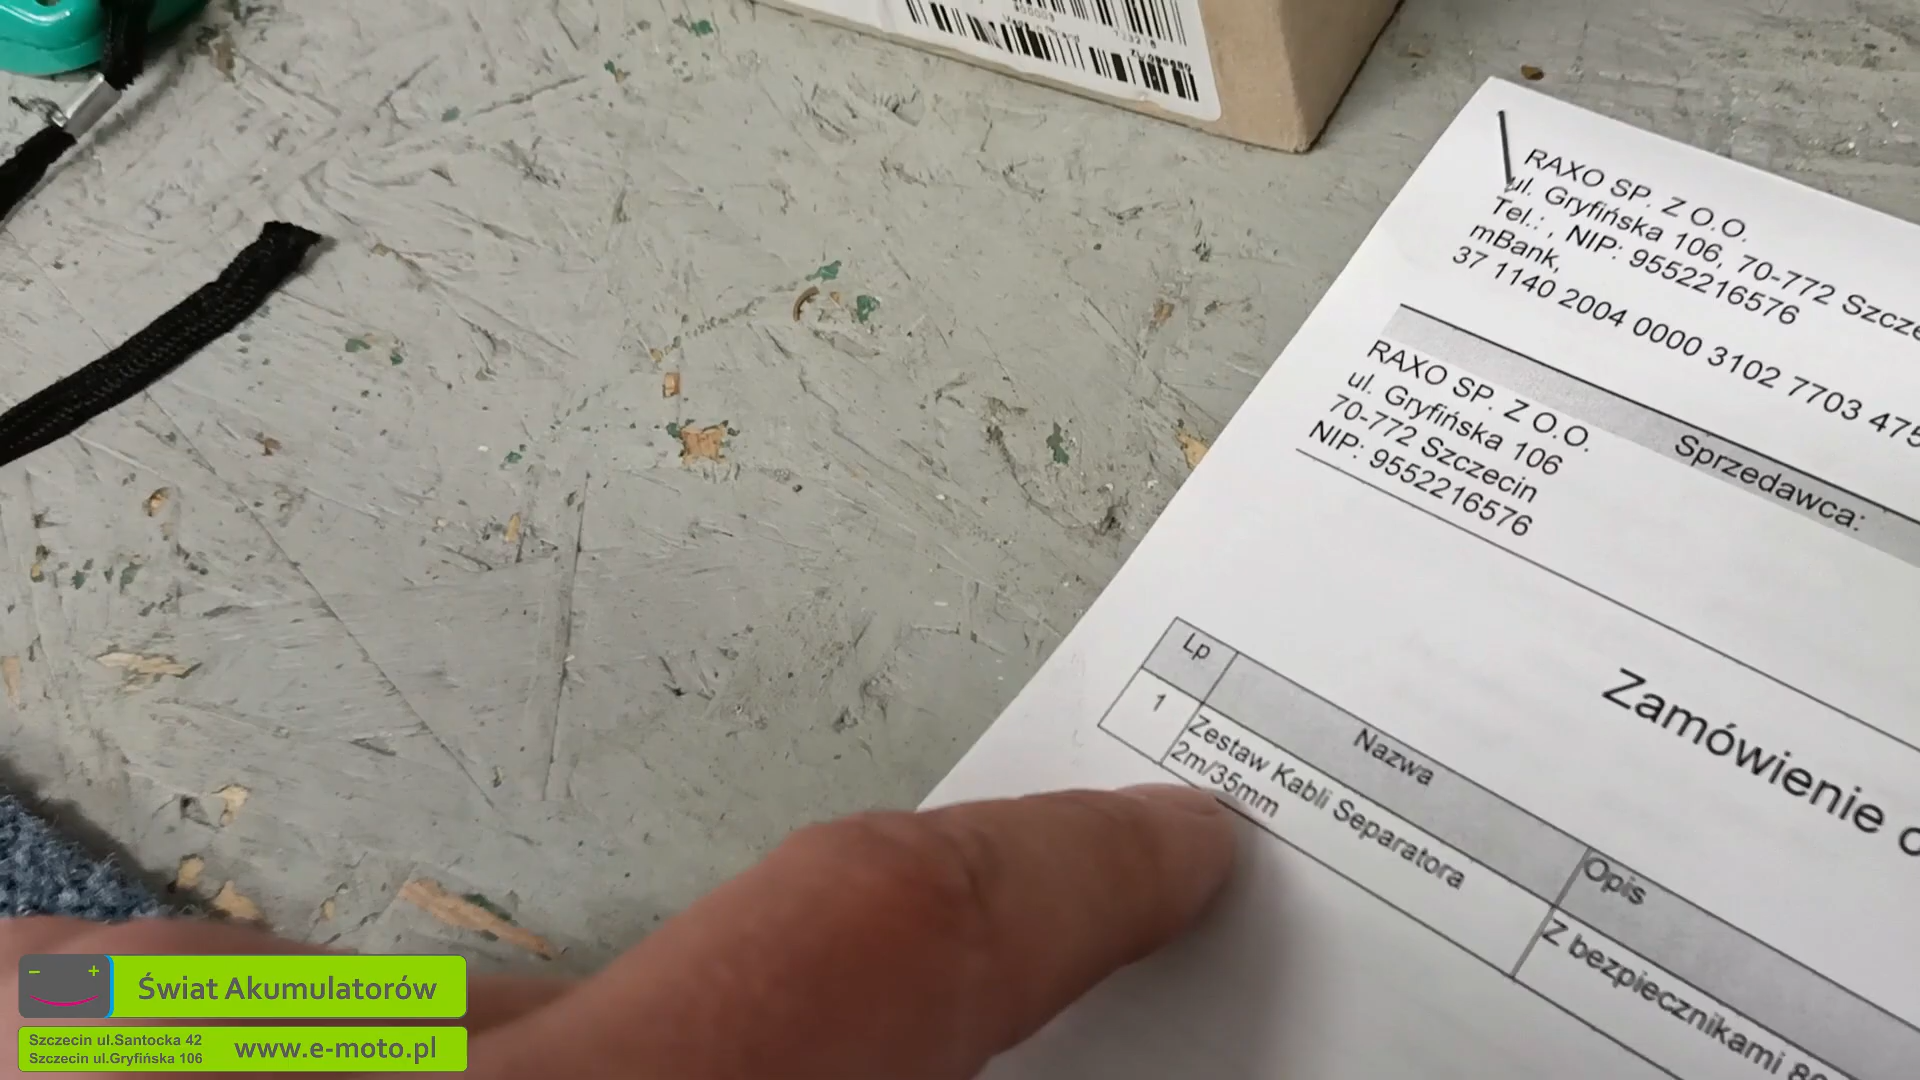 RAXO SP. Z O.O.
ul. Gryfińska 106, 70-772 Szcze
Tel.: , NIP: 9552216576
mBank,
37 1140 2004 0000 3102 7703 475
Sprzedawca:
RAXO SP. Z O.O.
ul. Gryfińska 106
70-772 Szczecin
NIP: 9552216576
Zamówienie o
Lp
Nazwa
Opis
1
Zestaw Kabli Separatora
2m/35mm
Z bezpiecznikami 80
- +
Świat Akumulatorów
Szczecin ul.Santocka 42
Szczecin ul.Gryfińska 106
www.e-moto.pl